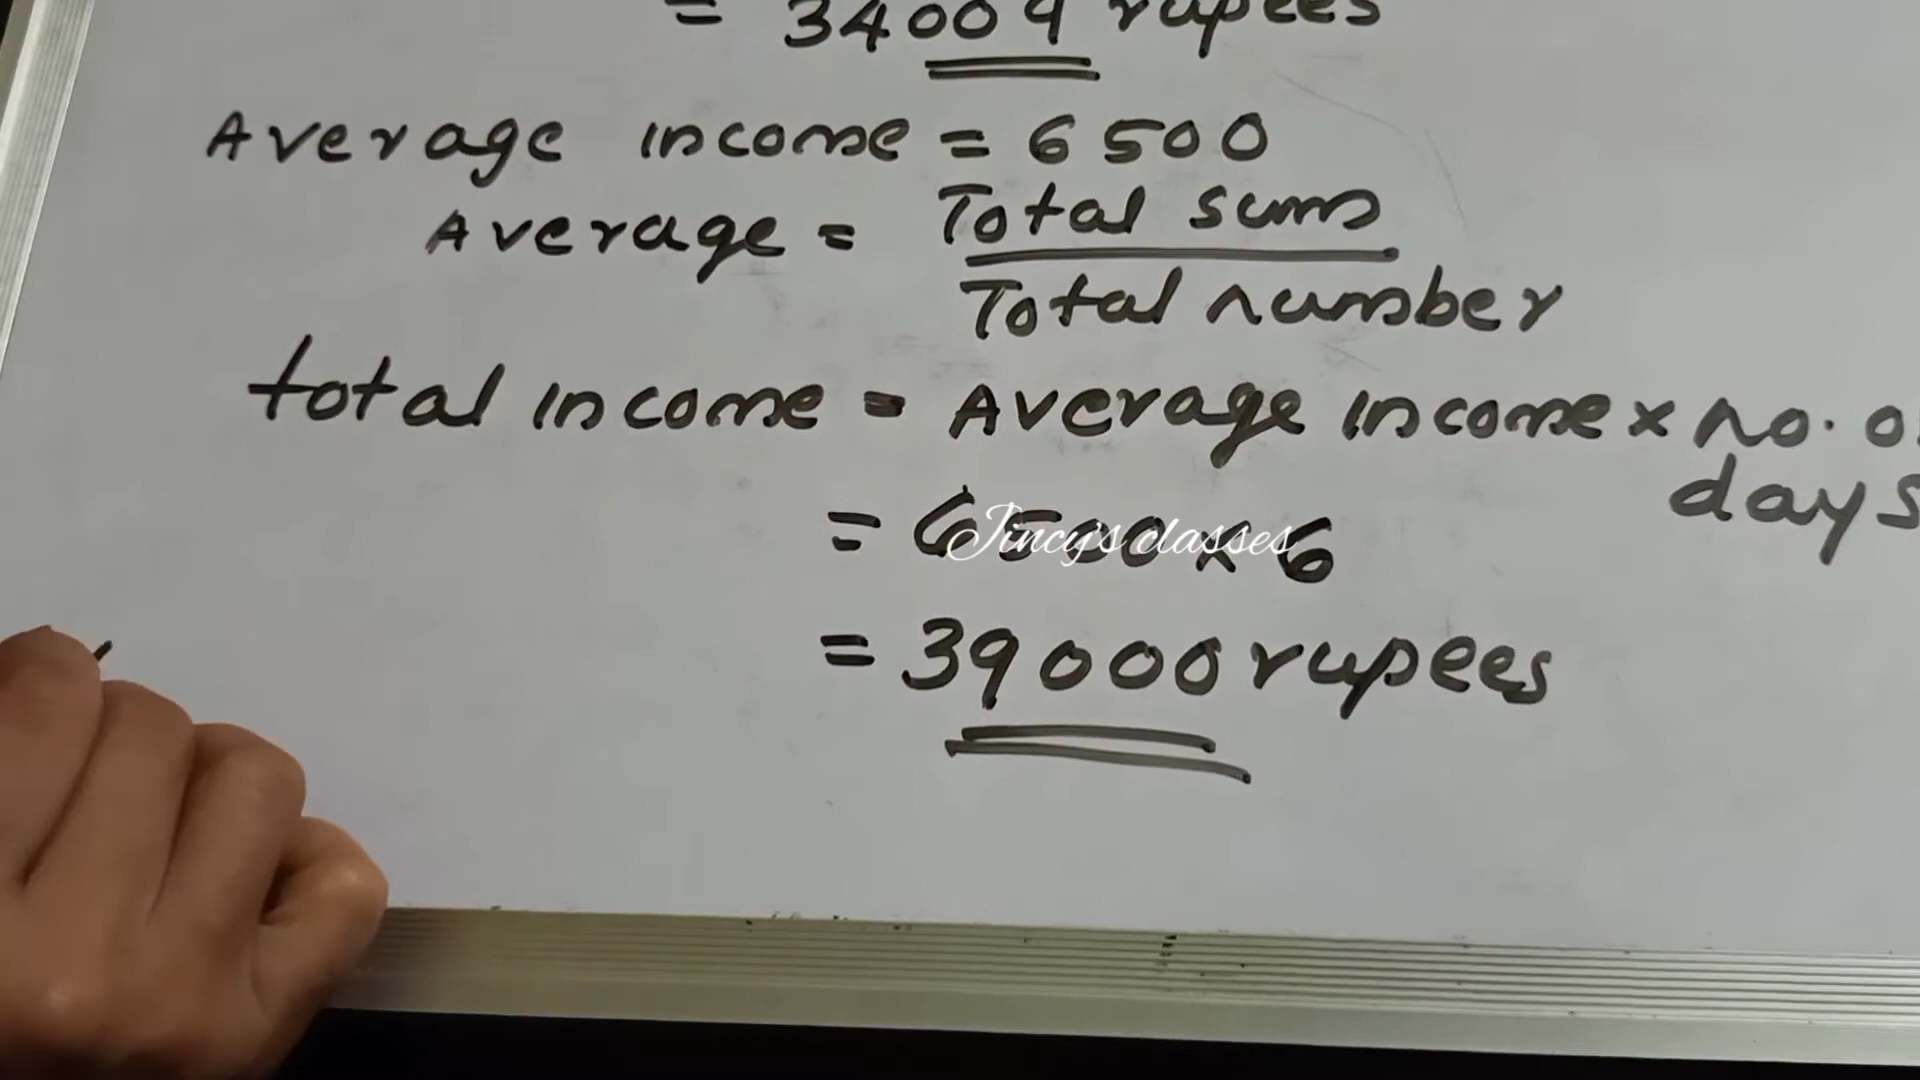 = 34009 rupees
Average income = 6500
Average = Total sum
Total number
total income = Average income × no. o
days
= 6500 × 6
Jincy's classes
= 39000 rupees